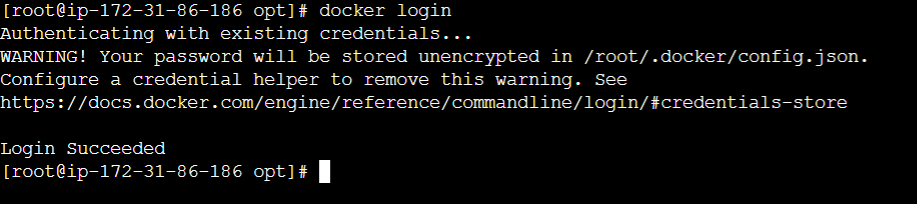 [root@ip-172-31-86-186 opt]# docker login
Authenticating with existing credentials...
WARNING! Your password will be stored unencrypted in /root/.docker/config.json.
Configure a credential helper to remove this warning. See
https://docs.docker.com/engine/reference/commandline/login/#credentials-store
Login Succeeded
[root@ip-172-31-86-186 opt]#